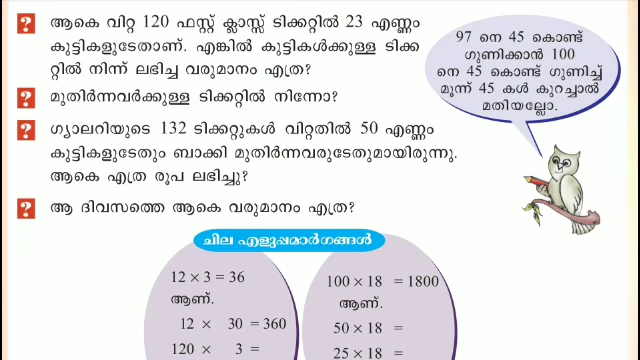 ? ആകെ വിറ്റ 120 ഫസ്റ്റ് ക്ലാസ്സ് ടിക്കറ്റിൽ 23 എണ്ണം
കുട്ടികളുടേതാണ്. എങ്കിൽ കുട്ടികൾക്കുള്ള ടിക്ക
റ്റിൽ നിന്ന് ലഭിച്ച വരുമാനം എത്ര?
? മുതിർന്നവർക്കുള്ള ടിക്കറ്റിൽ നിന്നോ?
? ഗ്യാലറിയുടെ 132 ടിക്കറ്റുകൾ വിറ്റതിൽ 50 എണ്ണം
കുട്ടികളുടേതും ബാക്കി മുതിർന്നവരുടേതുമായിരുന്നു.
ആകെ എത്ര രൂപ ലഭിച്ചു?
? ആ ദിവസത്തെ ആകെ വരുമാനം എത്ര?
97 നെ 45 കൊണ്ട്
ഗുണിക്കാൻ 100
നെ 45 കൊണ്ട് ഗുണിച്ച്
മൂന്ന് 45 കൾ കുറച്ചാൽ
മതിയല്ലോ.
ചില എളുപ്പമാർഗങ്ങൾ
12 × 3 = 36
ആണ്.
12 × 30 = 360
120 × 3 =
100 × 18 = 1800
ആണ്.
50 × 18 =
25 × 18 =